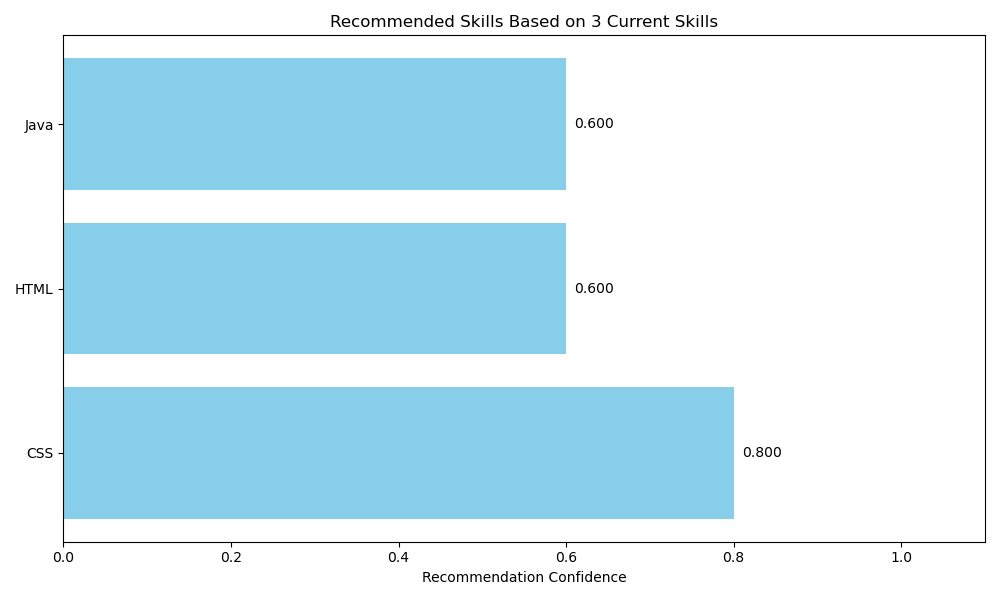 Recommended Skills Based on 3 Current Skills
Java
0.600
HTML
0.600
CSS
0.800
0.0 0.2 0.4 0.6 0.8 1.0
Recommendation Confidence